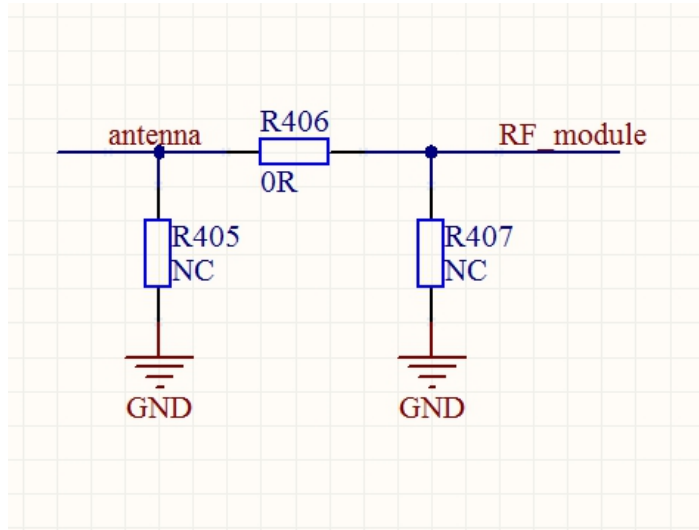 R406
antenna
RF_module
0R
R405
R407
NC
NC
GND
GND